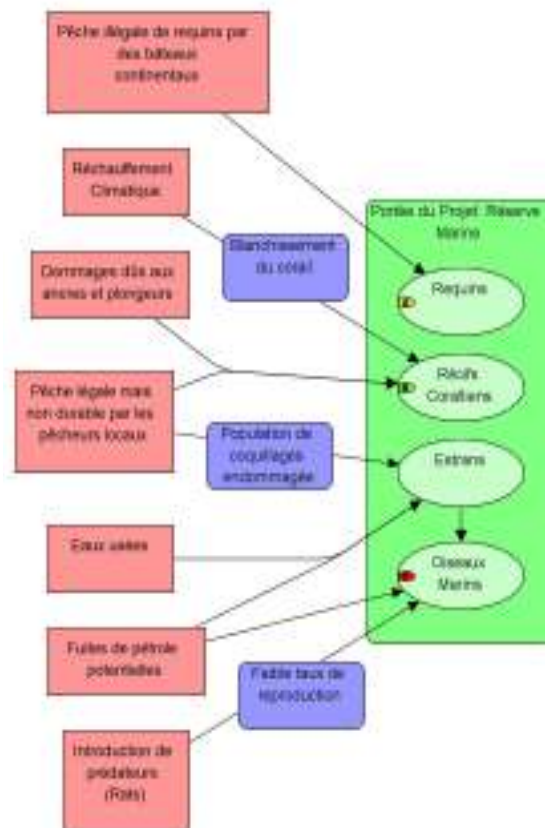 Pêche illégale de requins par
des bâteaux
continentaux
Réchauffement
Climatique
Blanchissement
du corail
Portée du Projet: Réserve
Marine
Dommages dûs aux
ancres et plongeurs
Requins
Récifs
Coralliens
Pêche légale mais
non durable par les
pêcheurs locaux
Population de
coquillages
endommagée
Estrans
Eaux usées
Oiseaux
Marins
Fuites de pétrole
potentielles
Faible taux de
reproduction
Introduction de
prédateurs
(Rats)